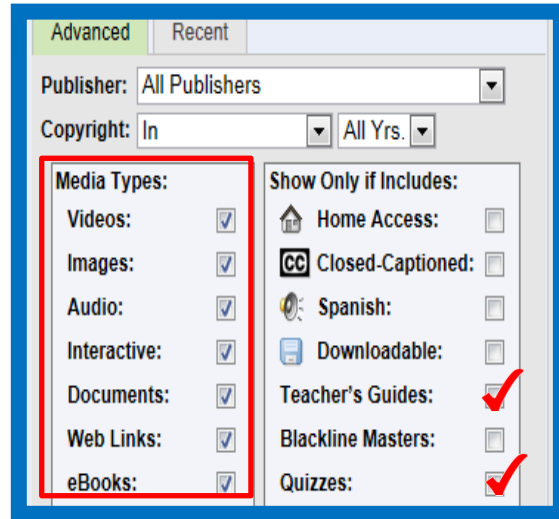 Advanced Recent
Publisher: All Publishers
Copyright: In All Yrs.
Media Types:
Videos:
Images:
Audio:
Interactive:
Documents:
Web Links:
eBooks:
Show Only if Includes:
Home Access:
CC Closed-Captioned:
Spanish:
Downloadable:
Teacher's Guides:
Blackline Masters:
Quizzes: